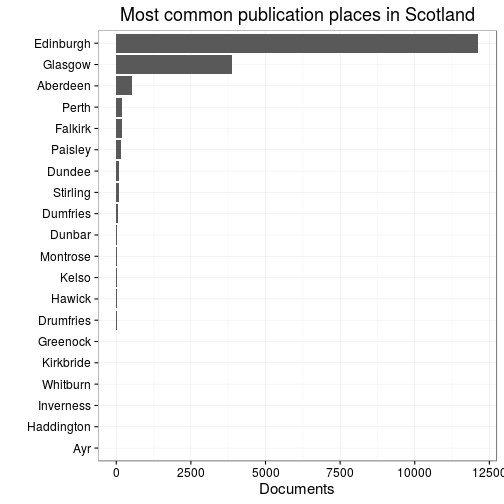 Most common publication places in Scotland
Edinburgh
Glasgow
Aberdeen
Perth
Falkirk
Paisley
Dundee
Stirling
Dumfries
Dunbar
Montrose
Kelso
Hawick
Drumfries
Greenock
Kirkbride
Whitburn
Inverness
Haddington
Ayr
0 2500 5000 7500 10000 12500
Documents